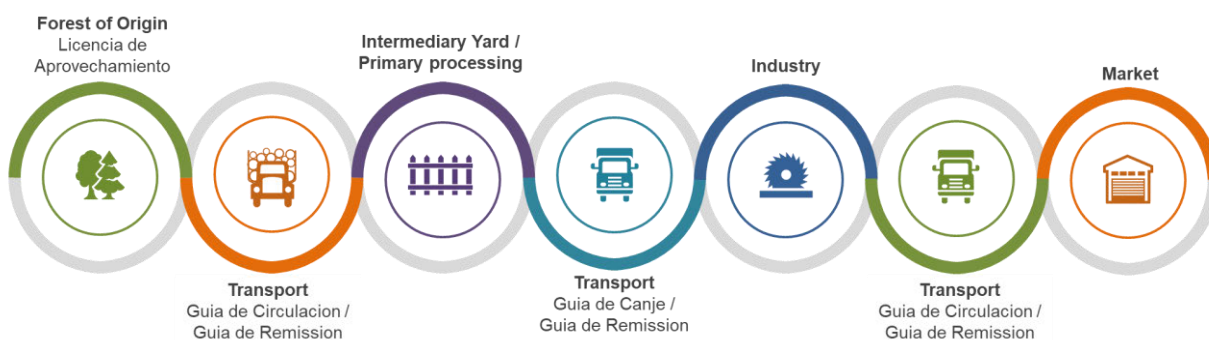 Forest of Origin
Licencia de
Aprovechamiento
Transport
Guia de Circulacion /
Guia de Remission
Intermediary Yard /
Primary processing
Transport
Guia de Canje /
Guia de Remission
Industry
Transport
Guia de Circulacion /
Guia de Remission
Market